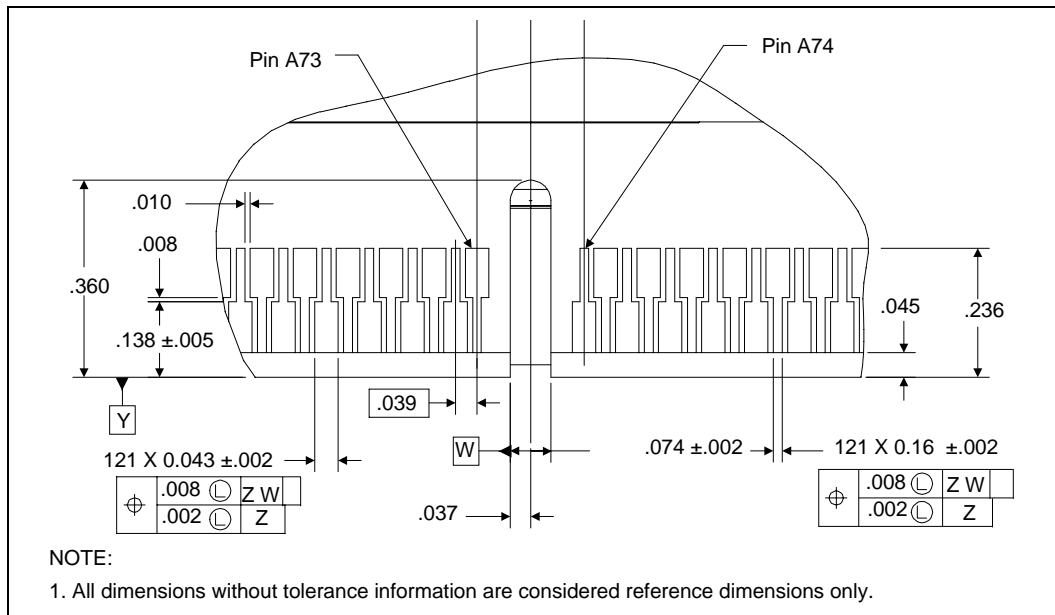 Pin A73
Pin A74
.010
.008
.360
.138 ±.005
.045
.236
Y
.039
W
.074 ±.002
121 X 0.043 ±.002
121 X 0.16 ±.002
.008 Ⓛ Z W
.002 Ⓛ Z
.037
.008 Ⓛ Z W
.002 Ⓛ Z
NOTE:
1. All dimensions without tolerance information are considered reference dimensions only.